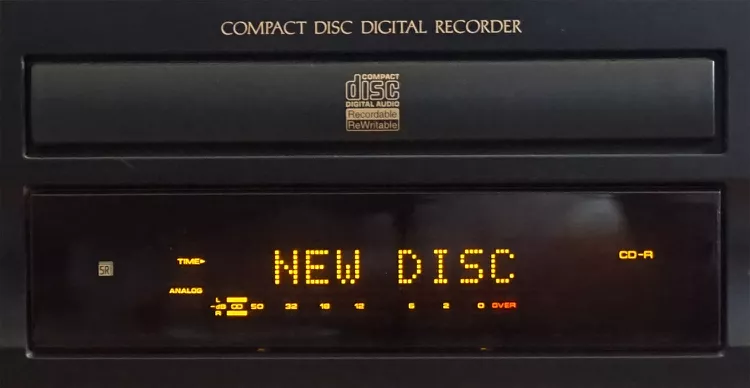 COMPACT DISC DIGITAL RECORDER
COMPACT
disc
DIGITAL AUDIO
Recordable
ReWritable
TIME
NEW DISC
CD-R
SR
ANALOG
L
-dB ∞ 50 32 18 12 6 2 0 OVER
R